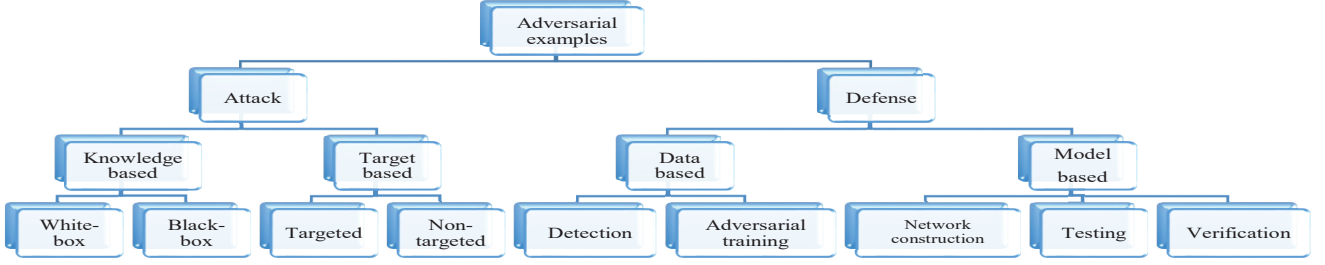 Adversarial
examples
Attack
Defense
Knowledge
based
Target
based
Data
based
Model
based
White-
box
Black-
box
Targeted
Non-
targeted
Detection
Adversarial
training
Network
construction
Testing
Verification